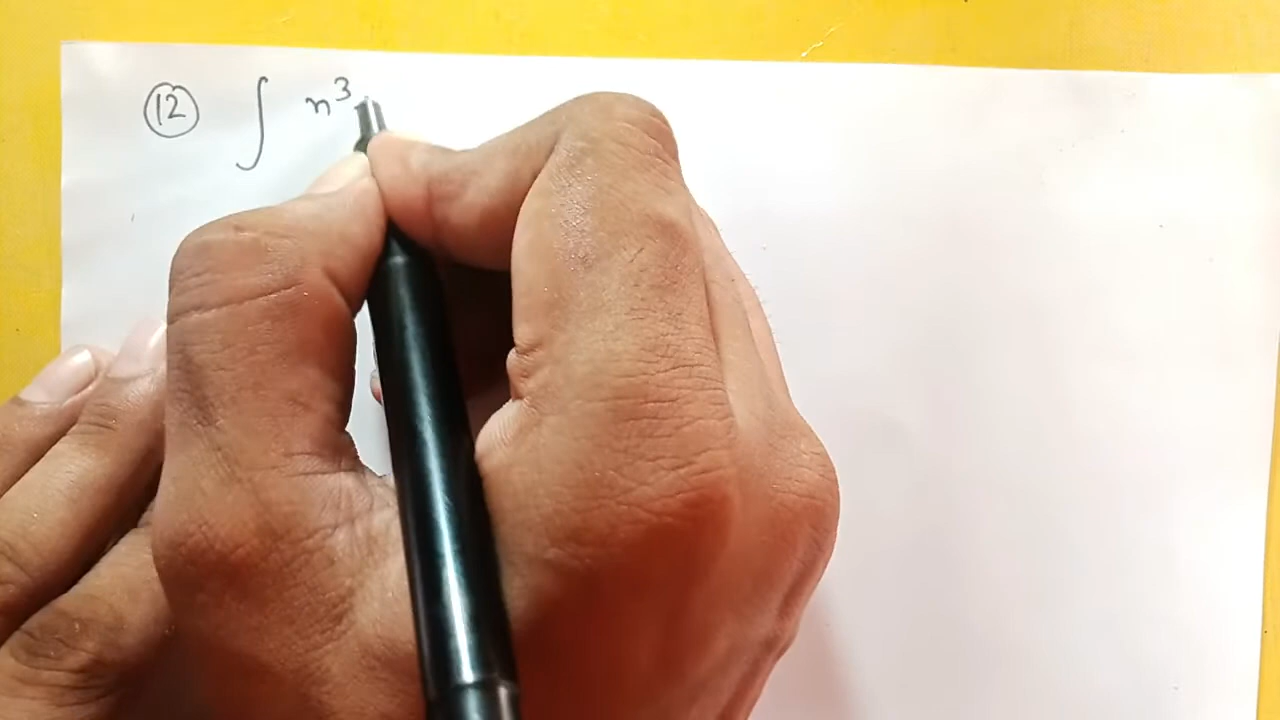 ⑫ ∫ x³